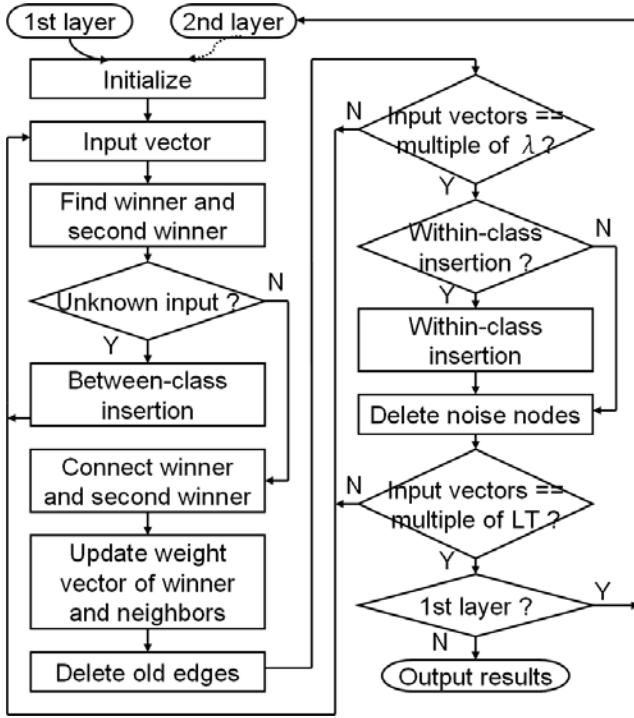 1st layer
2nd layer
Initialize
Input vector
Find winner and
second winner
Unknown input ?
N
Y
Between-class
insertion
Connect winner
and second winner
Update weight
vector of winner
and neighbors
Delete old edges
Input vectors ==
multiple of λ ?
N
Y
Within-class
insertion ?
N
Y
Within-class
insertion
Delete noise nodes
Input vectors ==
multiple of LT ?
N
Y
1st layer ?
Y
N
Output results